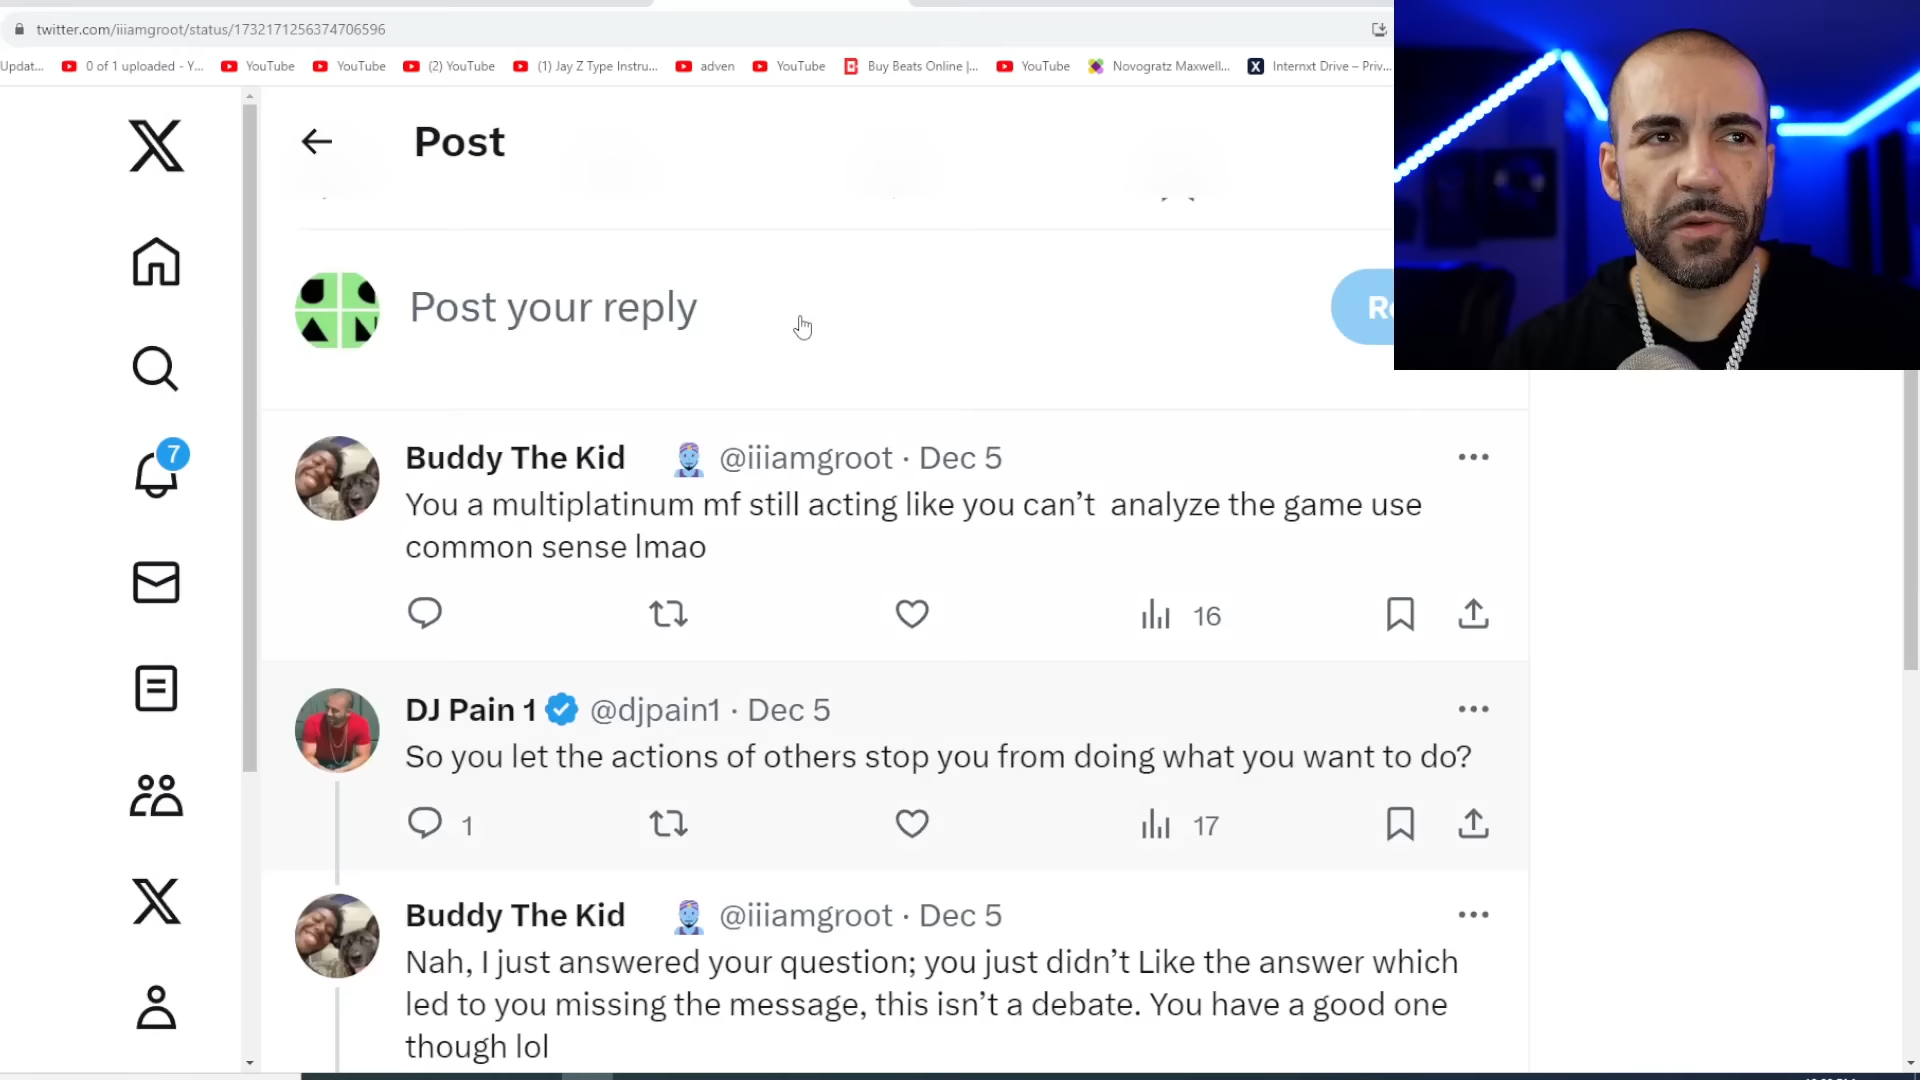 twitter.com/iiiamgroot/status/1732171256374706596
Updat... 0 of 1 uploaded - Y... YouTube YouTube (2) YouTube (1) Jay Z Type Instru... adven YouTube Buy Beats Online |... YouTube Novogratz Maxwell... Internxt Drive – Priv...
Post
Post your reply
Buddy The Kid @iiiamgroot · Dec 5
You a multiplatinum mf still acting like you can’t analyze the game use
common sense lmao
16
7
DJ Pain 1 @djpain1 · Dec 5
So you let the actions of others stop you from doing what you want to do?
1 17
Buddy The Kid @iiiamgroot · Dec 5
Nah, I just answered your question; you just didn’t Like the answer which
led to you missing the message, this isn’t a debate. You have a good one
though lol